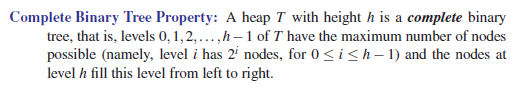 Complete Binary Tree Property: A heap T with height h is a complete binary
tree, that is, levels 0,1,2,...,h−1 of T have the maximum number of nodes
possible (namely, level i has 2ⁱ nodes, for 0 ≤ i ≤ h−1) and the nodes at
level h fill this level from left to right.